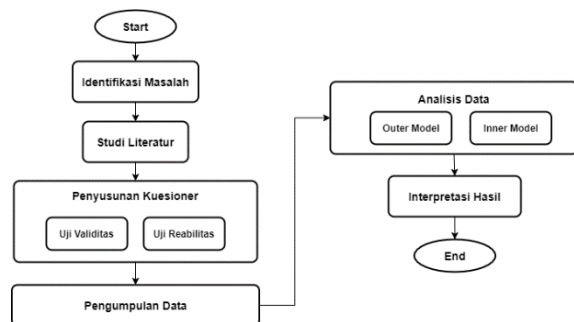 Start
Identifikasi Masalah
Studi Literatur
Penyusunan Kuesioner
Uji Validitas
Uji Reabilitas
Pengumpulan Data
Analisis Data
Outer Model
Inner Model
Interpretasi Hasil
End